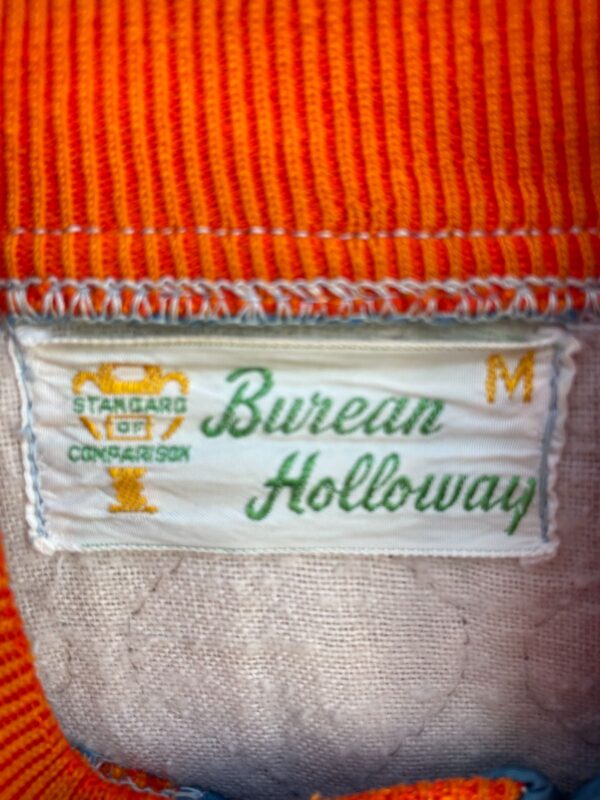 STANDARD
OF
COMPARISON
Burean
Holloway
M